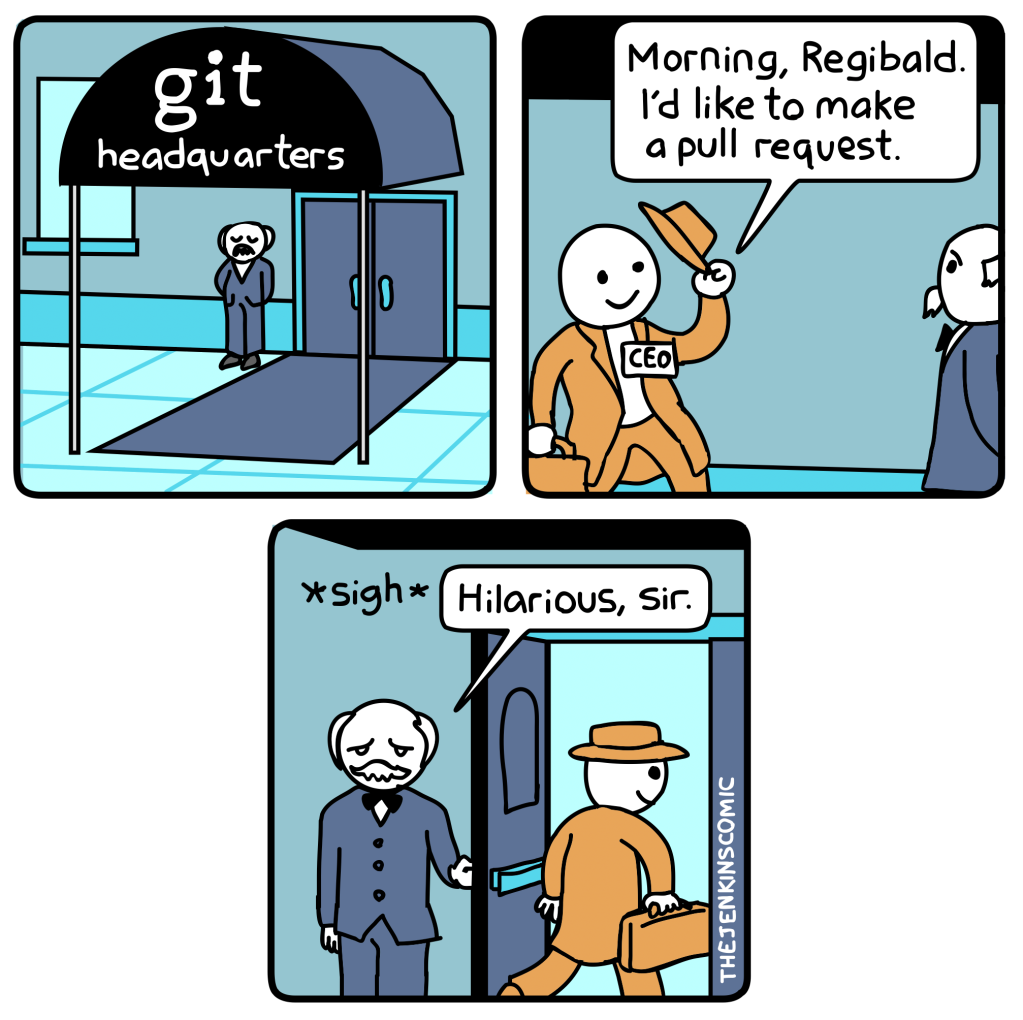 git
headquarters
Morning, Regibald.
I'd like to make
a pull request.
CEO
*sigh*
Hilarious, sir.
THEJENKINSCOMIC